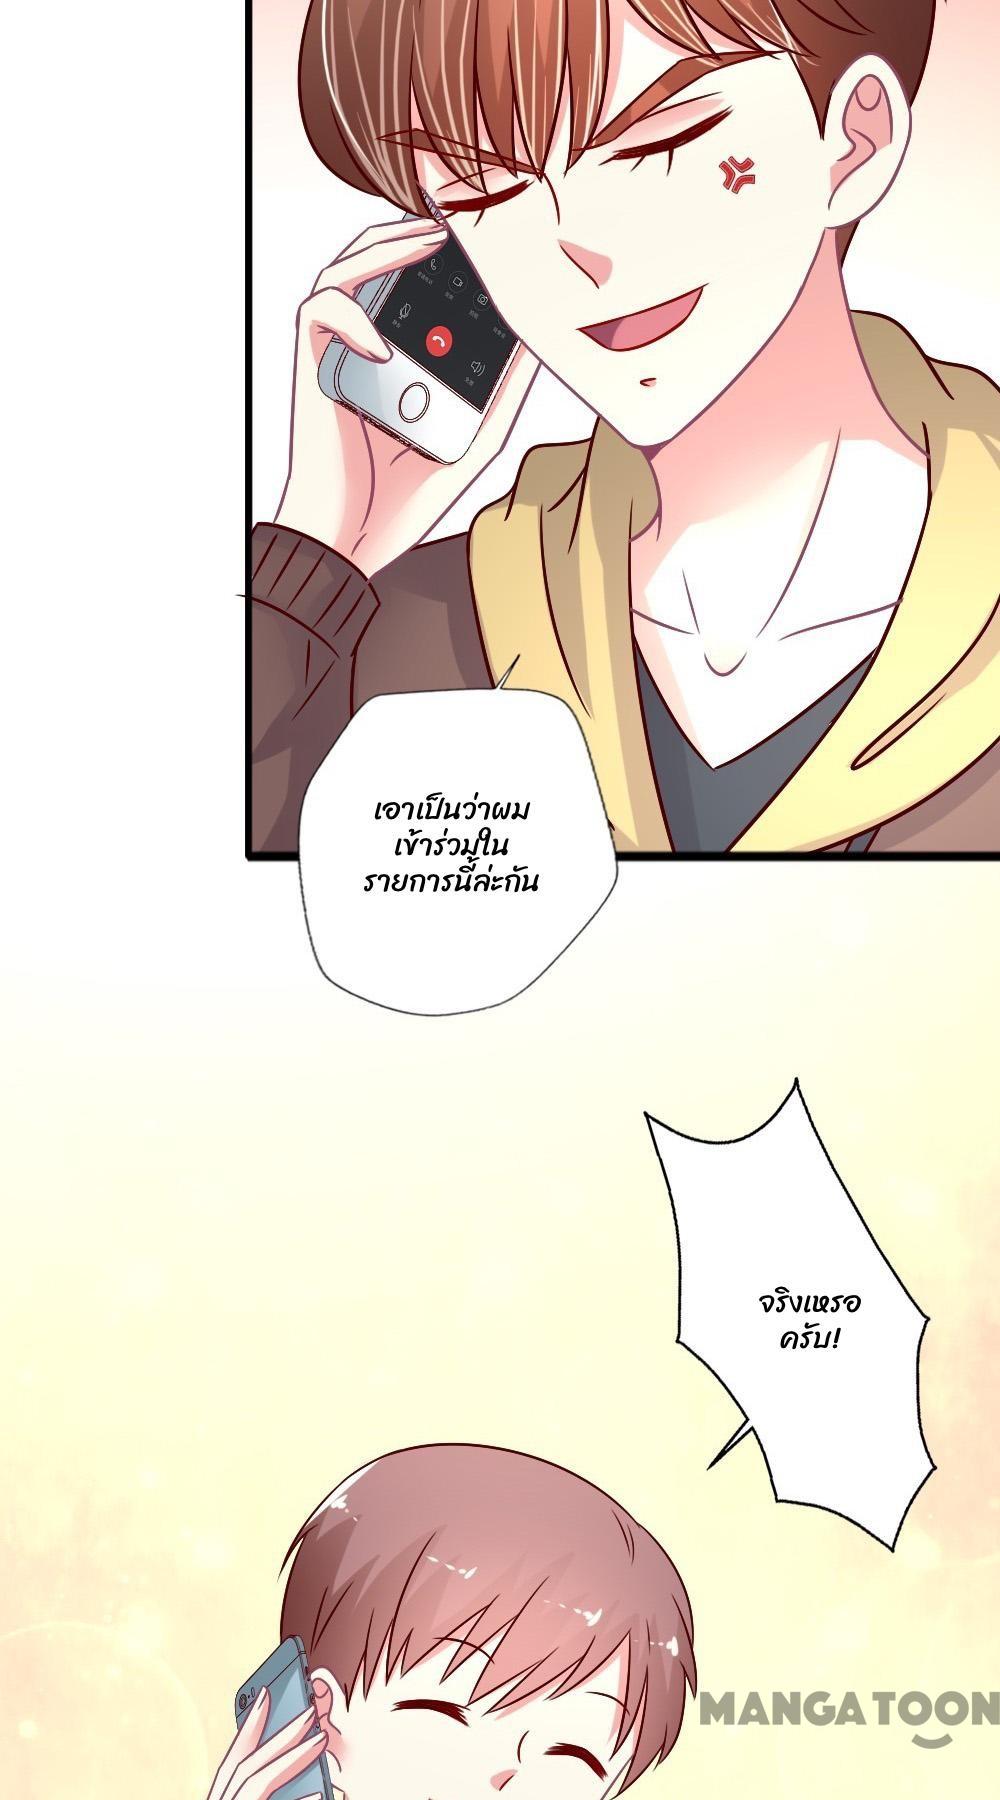 เอาเป็นว่าผม
เข้าร่วมใน
รายการนี้ล่ะกัน
จริงเหรอ
ครับ!
MANGATOON